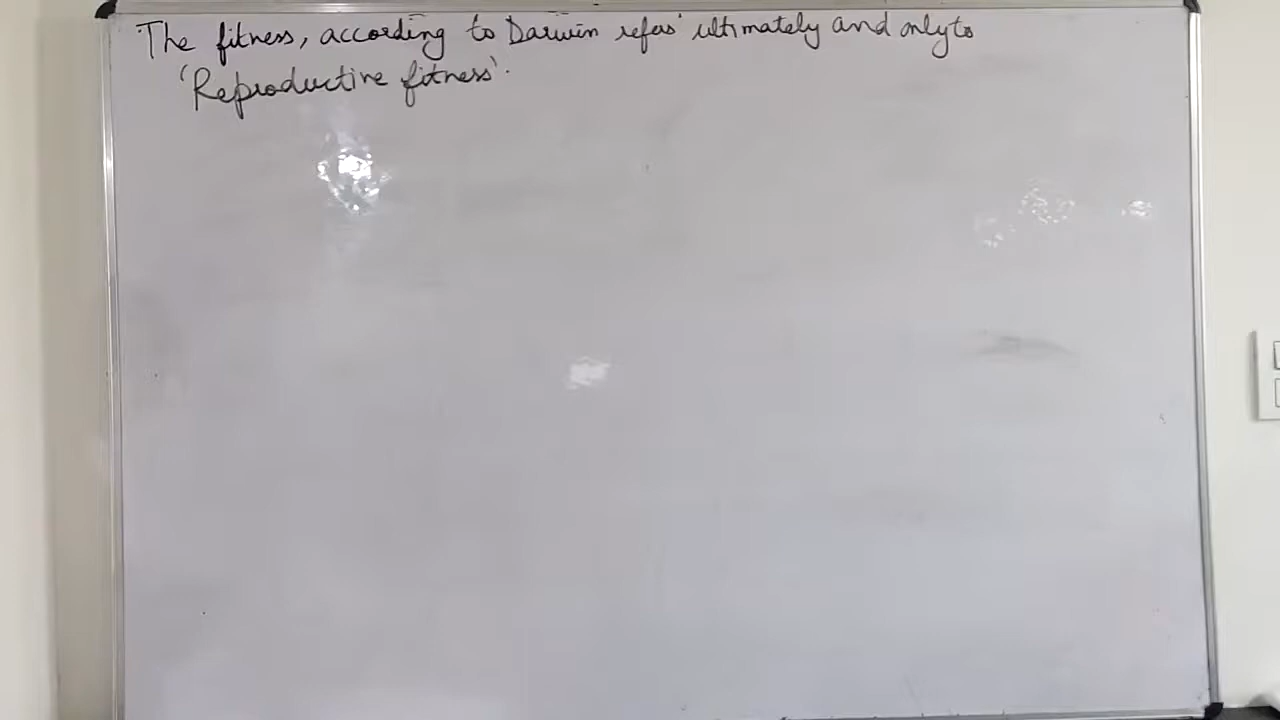 The fitness, according to Darwin refers ultimately and only to
'Reproductive fitness'.